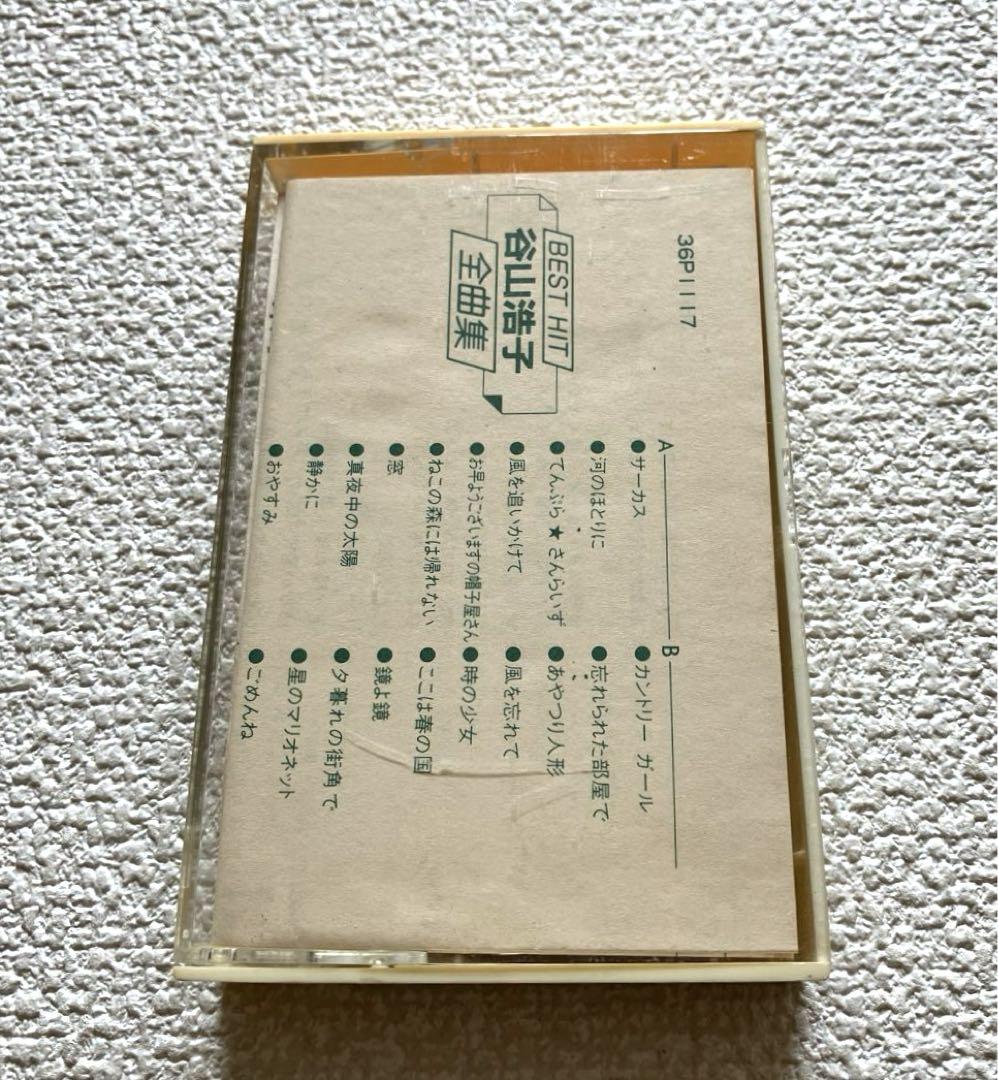 36P1117
BEST HIT
谷山浩子
全曲集
A
●サーカス
●河のほとりに
●てんぷら★さんらいず
●風を追いかけて
●お早ようございますの帽子屋さん
●ねこの森には帰れない
●窓
●真夜中の太陽
●静かに
●おやすみ
B
●カントリー ガール
●忘れられた部屋で
●あやつり人形
●風を忘れて
●時の少女
●ここは春の国
●鏡よ鏡
●夕暮れの街角で
●星のマリオネット
●ごめんね